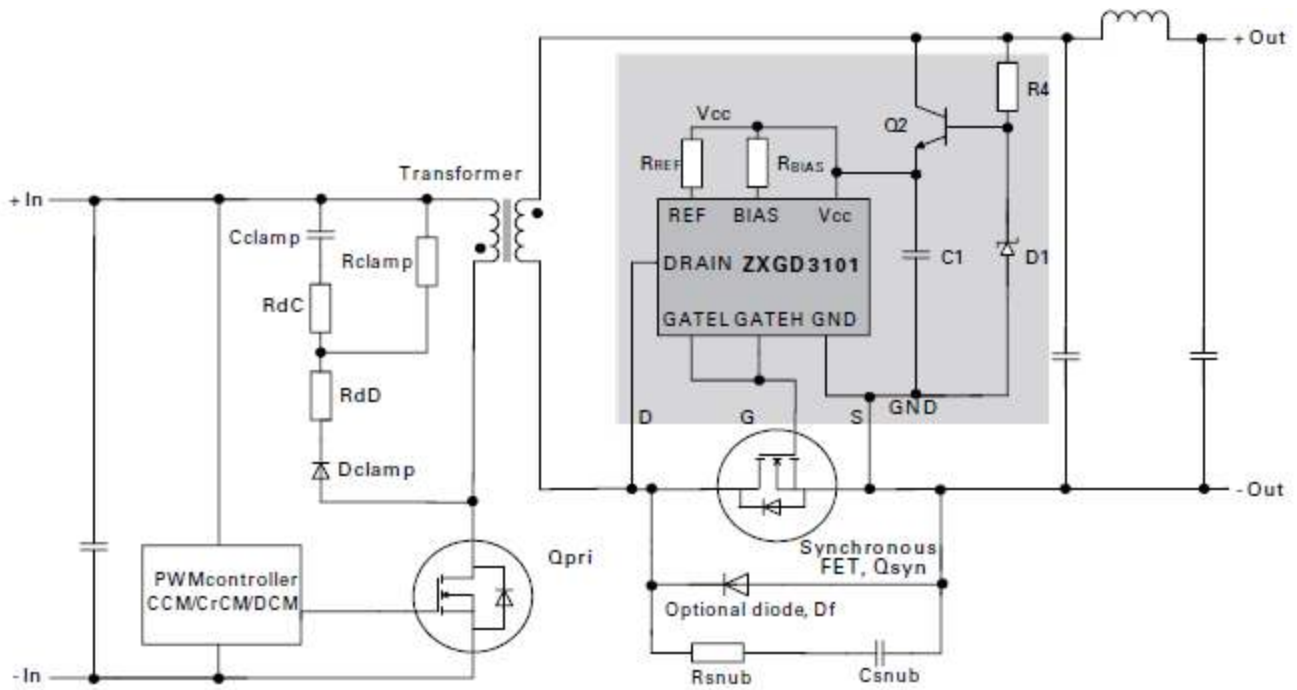 + Out
R4
Q2
Vcc
RREF
RBIAS
Transformer
+ In
REF BIAS Vcc
Cclamp
Rclamp
C1
D1
DRAIN ZXGD3101
RdC
GATEL GATEH GND
RdD
GND
D G S
Dclamp
- Out
Qpri
Synchronous
FET, Qsyn
PWMcontroller
CCM/CrCM/DCM
Optional diode, Df
- In
Rsnub
Csnub